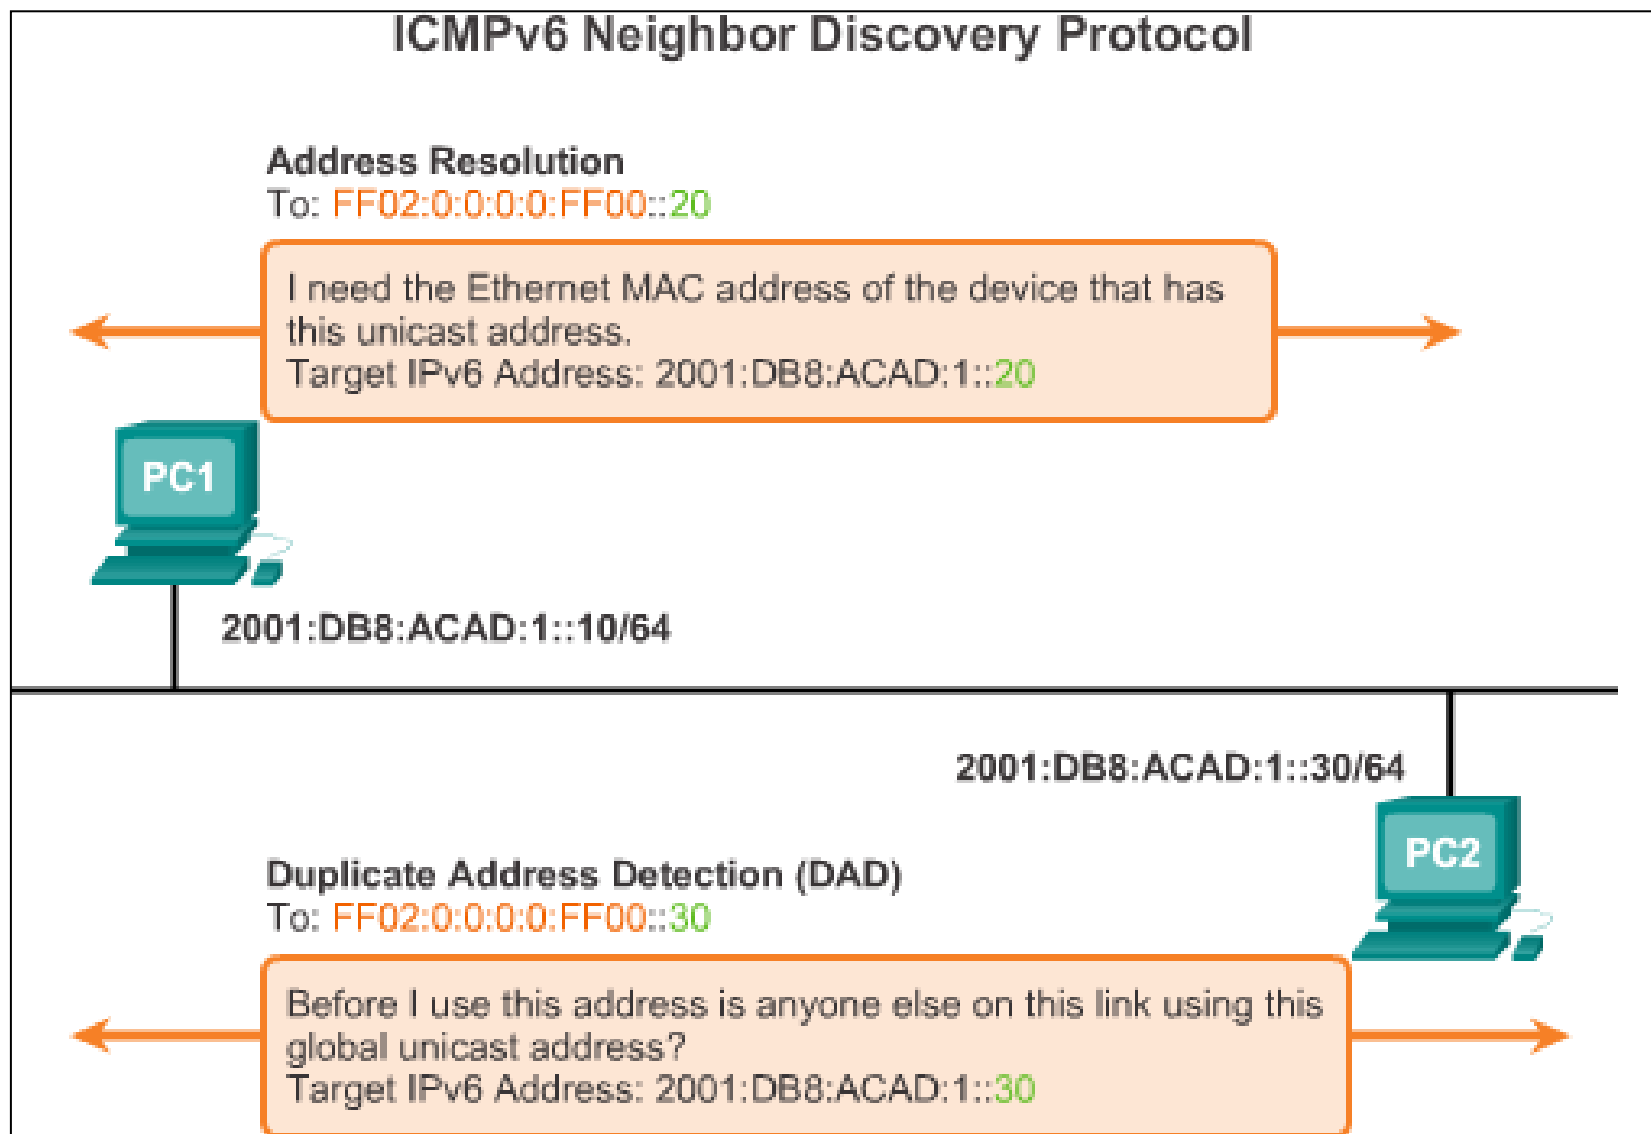 ICMPv6 Neighbor Discovery Protocol
Address Resolution
To: FF02:0:0:0:0:FF00::20
I need the Ethernet MAC address of the device that has
this unicast address.
Target IPv6 Address: 2001:DB8:ACAD:1::20
PC1
2001:DB8:ACAD:1::10/64
2001:DB8:ACAD:1::30/64
PC2
Duplicate Address Detection (DAD)
To: FF02:0:0:0:0:FF00::30
Before I use this address is anyone else on this link using this
global unicast address?
Target IPv6 Address: 2001:DB8:ACAD:1::30